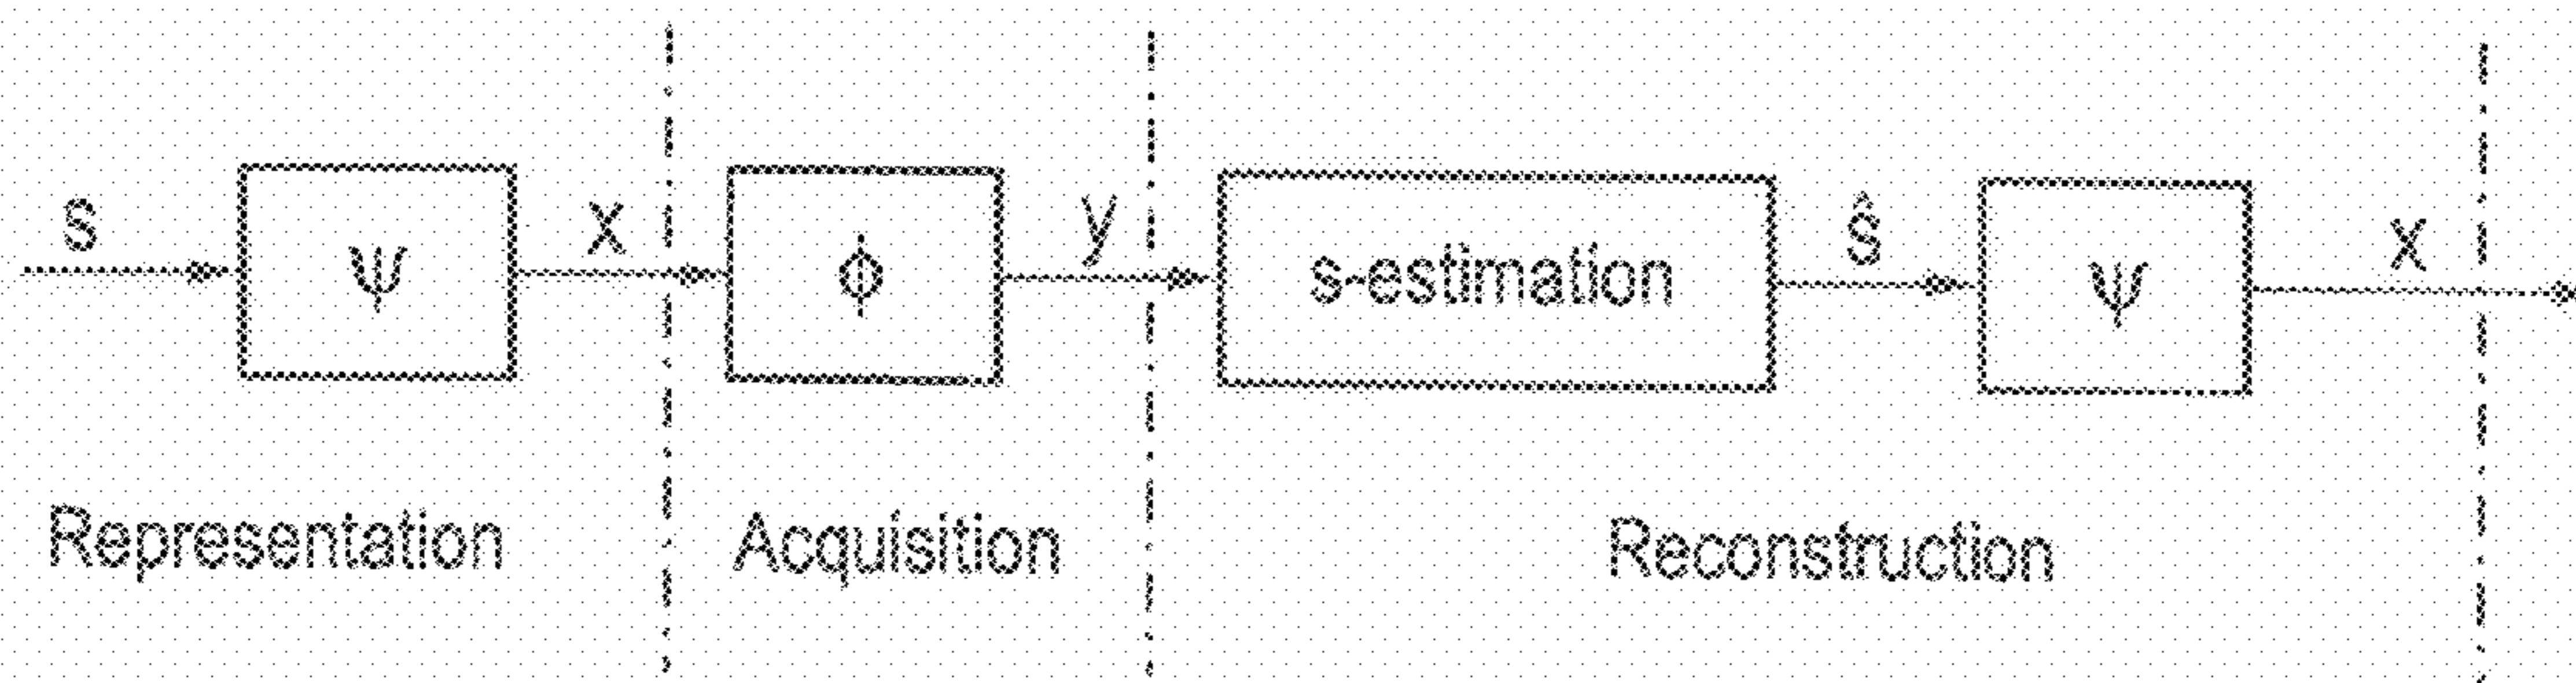 s ψ x ϕ y s-estimation ŝ ψ x
Representation Acquisition Reconstruction